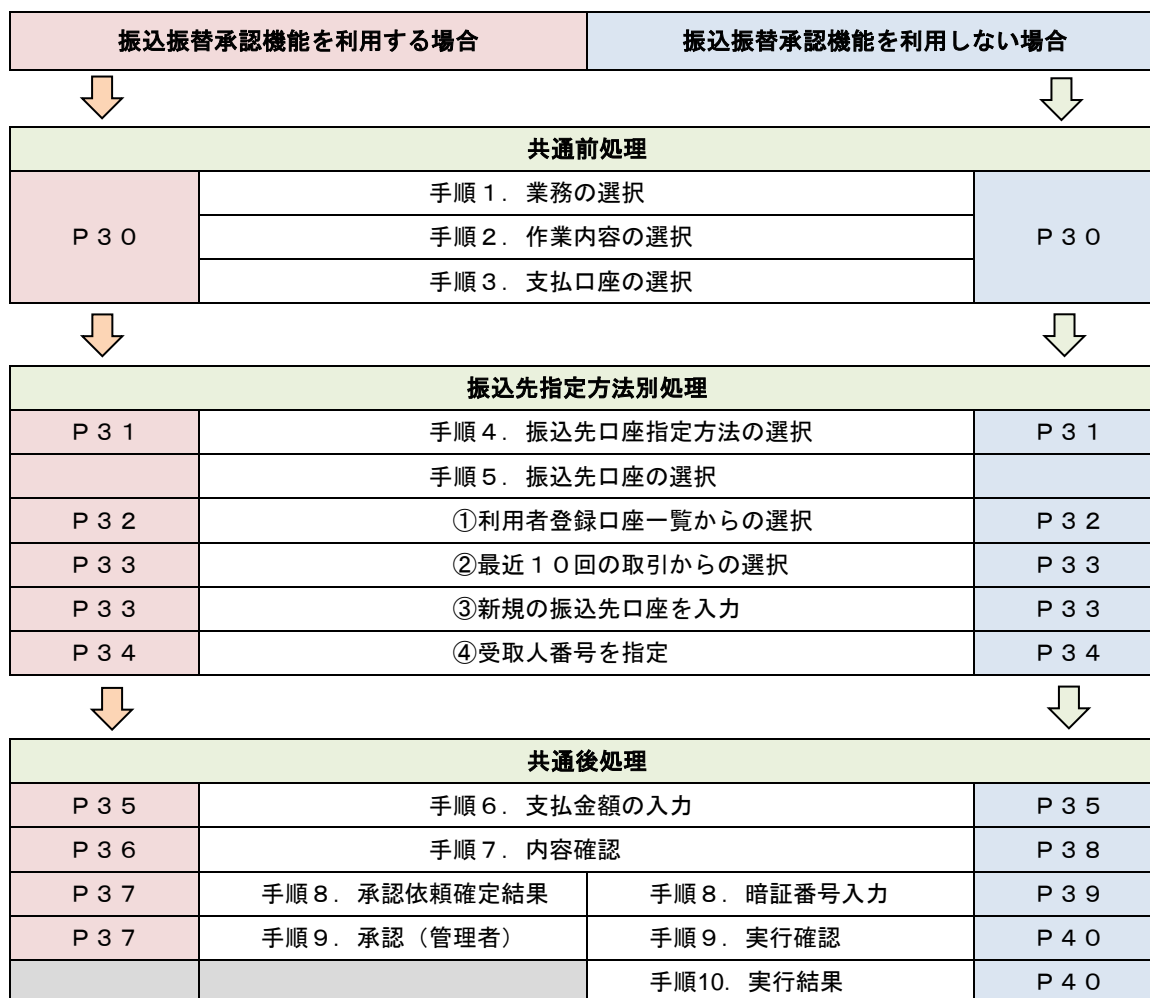 振込振替承認機能を利用する場合 振込振替承認機能を利用しない場合
共通前処理
手順１．業務の選択
Ｐ３０ 手順２．作業内容の選択 Ｐ３０
手順３．支払口座の選択
振込先指定方法別処理
Ｐ３１ 手順４．振込先口座指定方法の選択 Ｐ３１
手順５．振込先口座の選択
Ｐ３２ ①利用者登録口座一覧からの選択 Ｐ３２
Ｐ３３ ②最近１０回の取引からの選択 Ｐ３３
Ｐ３３ ③新規の振込先口座を入力 Ｐ３３
Ｐ３４ ④受取人番号を指定 Ｐ３４
共通後処理
Ｐ３５ 手順６．支払金額の入力 Ｐ３５
Ｐ３６ 手順７．内容確認 Ｐ３８
Ｐ３７ 手順８．承認依頼確定結果 手順８．暗証番号入力 Ｐ３９
Ｐ３７ 手順９．承認（管理者） 手順９．実行確認 Ｐ４０
手順10．実行結果 Ｐ４０